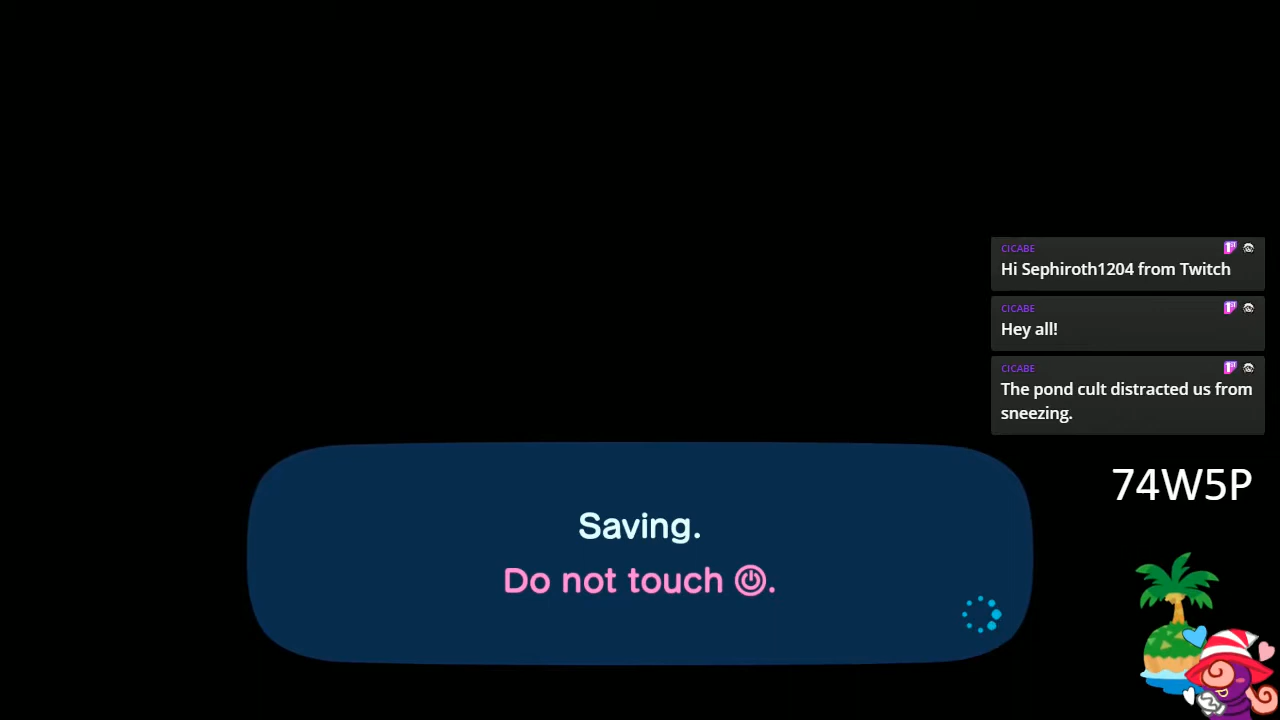 CICABE
Hi Sephiroth1204 from Twitch
CICABE
Hey all!
CICABE
The pond cult distracted us from
sneezing.
74W5P
Saving.
Do not touch ⏻.